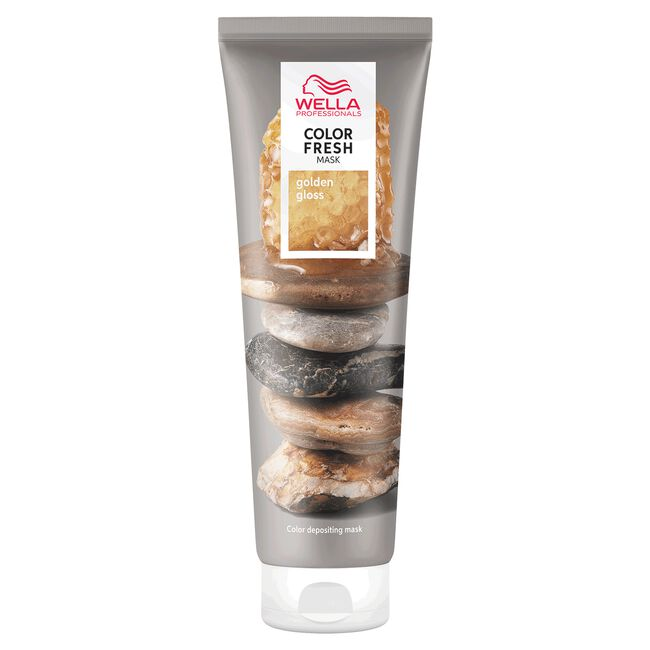 WELLA
PROFESSIONALS
COLOR
FRESH
MASK
golden
gloss
Color depositing mask